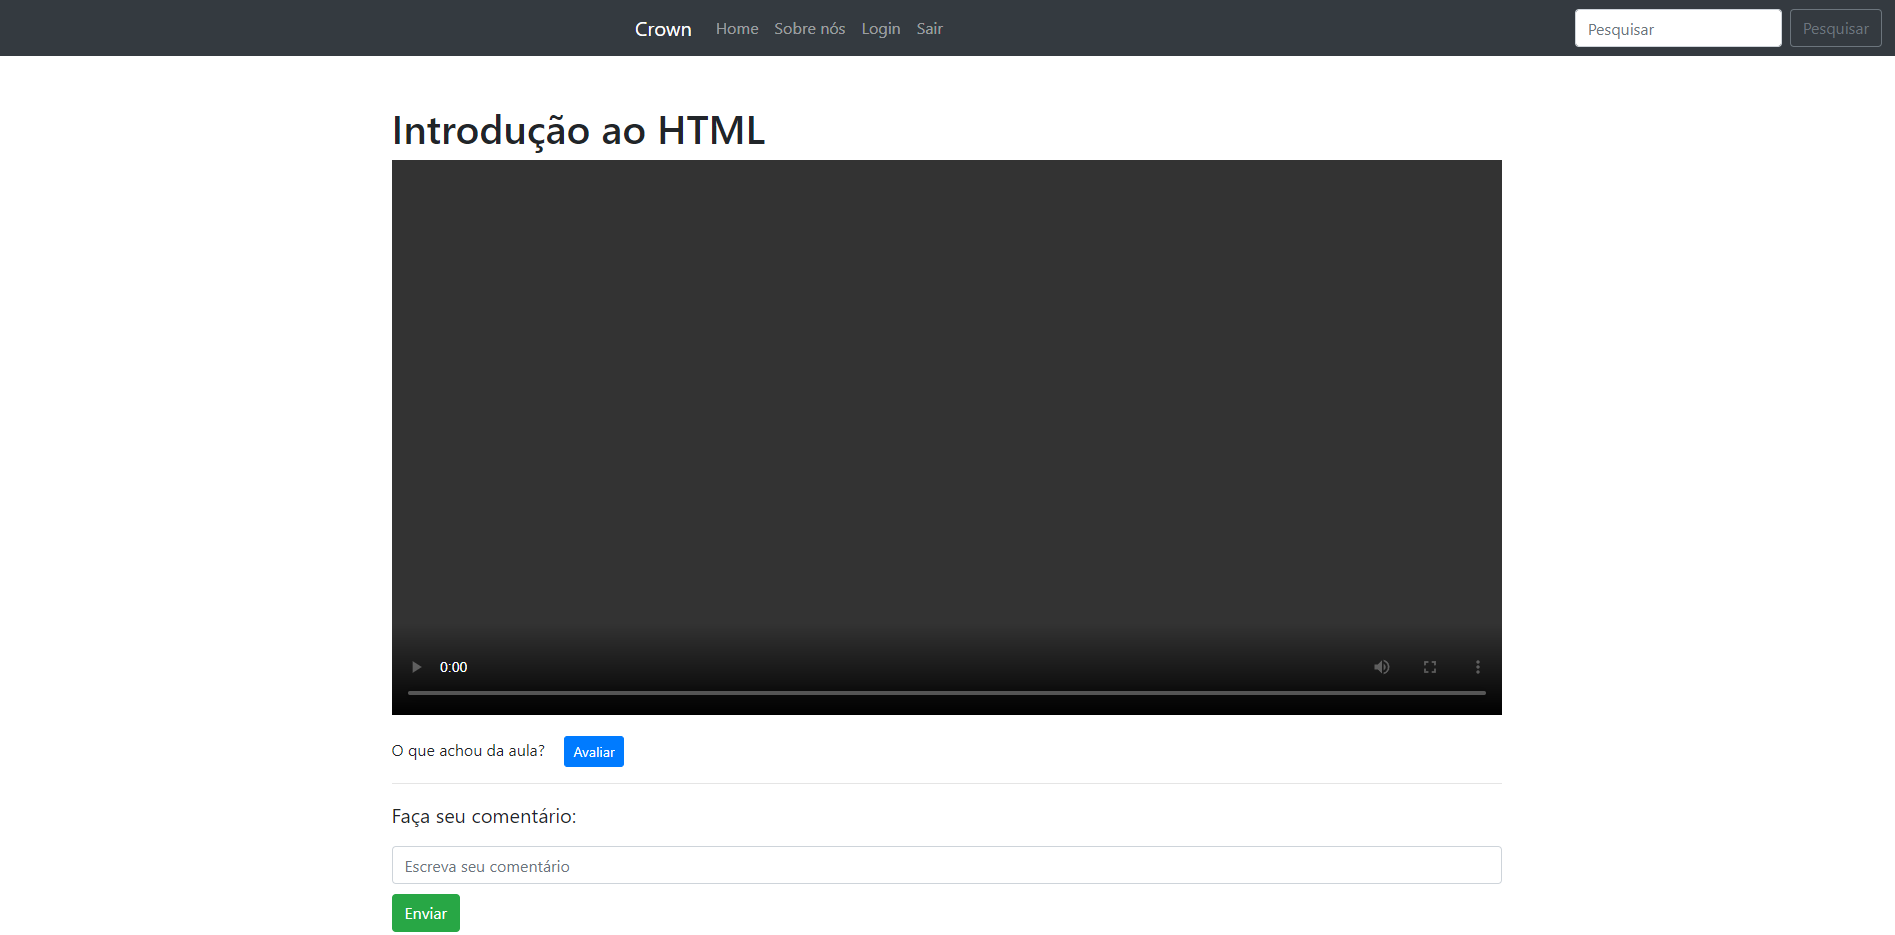 Crown Home Sobre nós Login Sair Pesquisar Pesquisar
Introdução ao HTML
0:00
O que achou da aula? Avaliar
Faça seu comentário:
Escreva seu comentário
Enviar